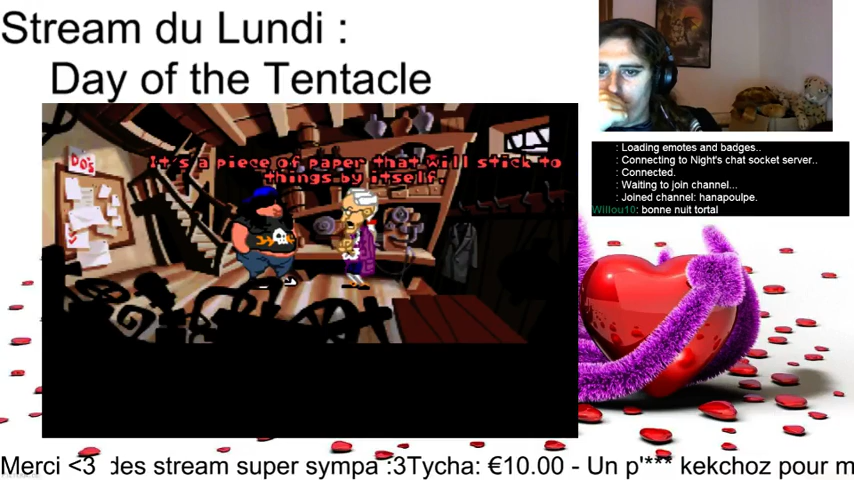 Stream du Lundi :
Day of the Tentacle
DO's
It's a piece of paper that will stick to
things by itself.
: Loading emotes and badges..
: Connecting to Night's chat socket server..
: Connected.
: Waiting to join channel...
: Joined channel: hanapoulpe.
Willou10: bonne nuit tortal
Merci <3 des stream super sympa :3Tycha: €10.00 - Un p'*** kekchoz pour m